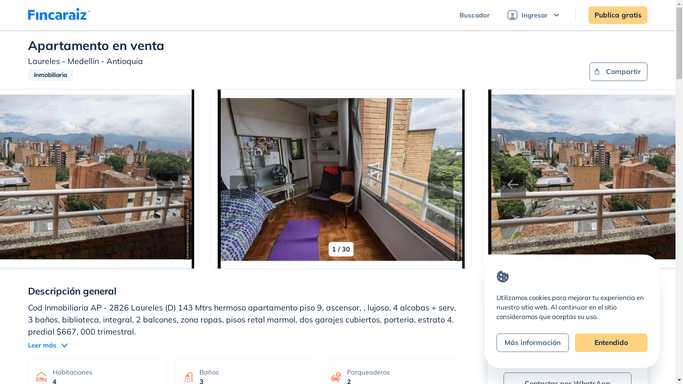 Fincaraiz
Buscador
Ingresar
Publica gratis
Apartamento en venta
Laureles - Medellín - Antioquia
Inmobiliaria
Compartir
1 / 30
Descripción general
Cod Inmobiliaria AP - 2826 Laureles (D) 143 Mtrs hermoso apartamento piso 9, ascensor, , lujoso, 4 alcobas + serv,
3 baños, biblioteca, integral, 2 balcones, zona ropas, pisos retal marmol, dos garajes cubiertos, porteria, estrato 4,
predial $667, 000 trimestral.
Leer más
Habitaciones
4
Baños
3
Parqueaderos
2
Utilizamos cookies para mejorar tu experiencia en
nuestro sitio web. Al continuar en el sitio
consideramos que aceptas su uso.
Más información
Entendido
Contactar por WhatsApp